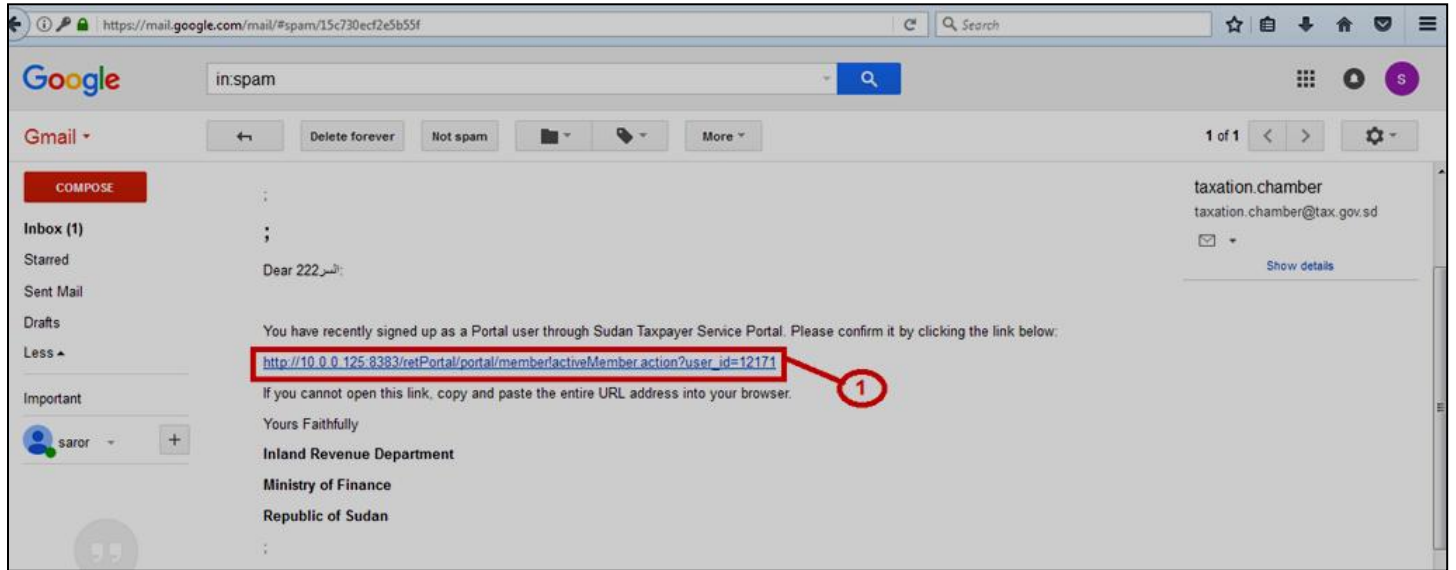 https://mail.google.com/mail/#spam/15c730ecf2e5b55f
Search
Google
in:spam
S
Gmail
Delete forever
Not spam
More
1 of 1
COMPOSE
Inbox (1)
Starred
Sent Mail
Drafts
Less
Important
saror
+
;
;
Dear 222السر:
You have recently signed up as a Portal user through Sudan Taxpayer Service Portal. Please confirm it by clicking the link below:
http://10.0.0.125:8383/retPortal/portal/member!activeMember.action?user_id=12171
1
If you cannot open this link, copy and paste the entire URL address into your browser.
Yours Faithfully
Inland Revenue Department
Ministry of Finance
Republic of Sudan
;
taxation.chamber
taxation.chamber@tax.gov.sd
Show details